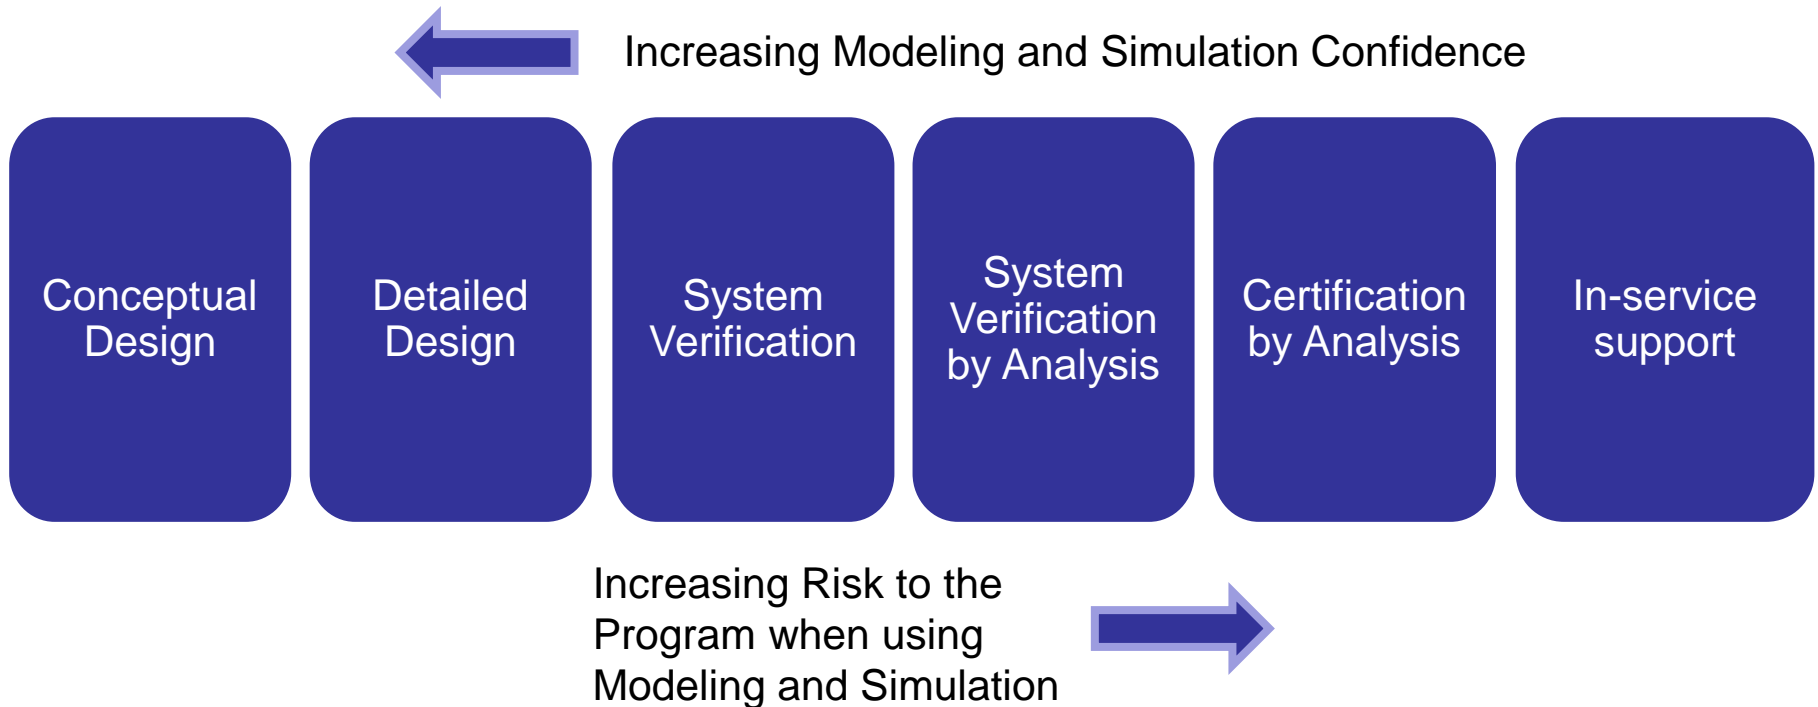 Increasing Modeling and Simulation Confidence
Conceptual
Design
Detailed
Design
System
Verification
System
Verification
by Analysis
Certification
by Analysis
In-service
support
Increasing Risk to the
Program when using
Modeling and Simulation